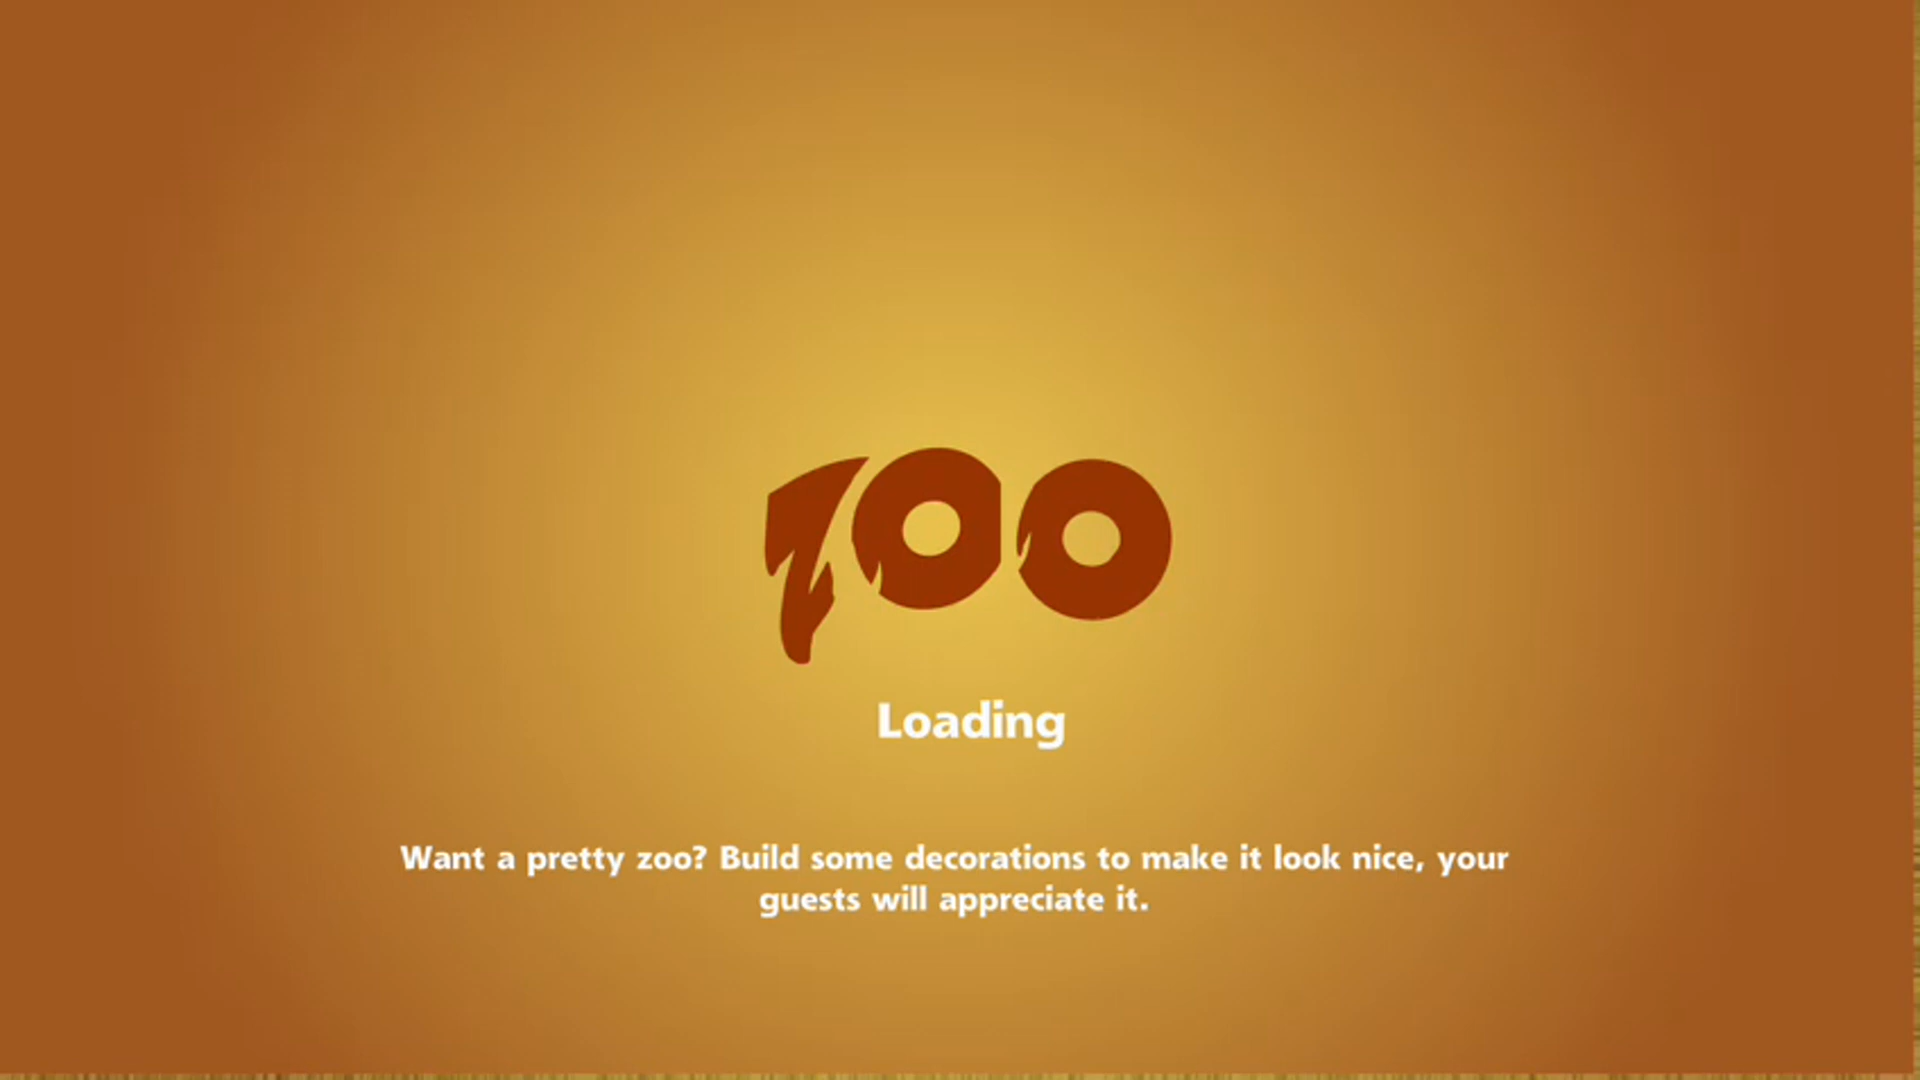 zoo
Loading
Want a pretty zoo? Build some decorations to make it look nice, your
guests will appreciate it.